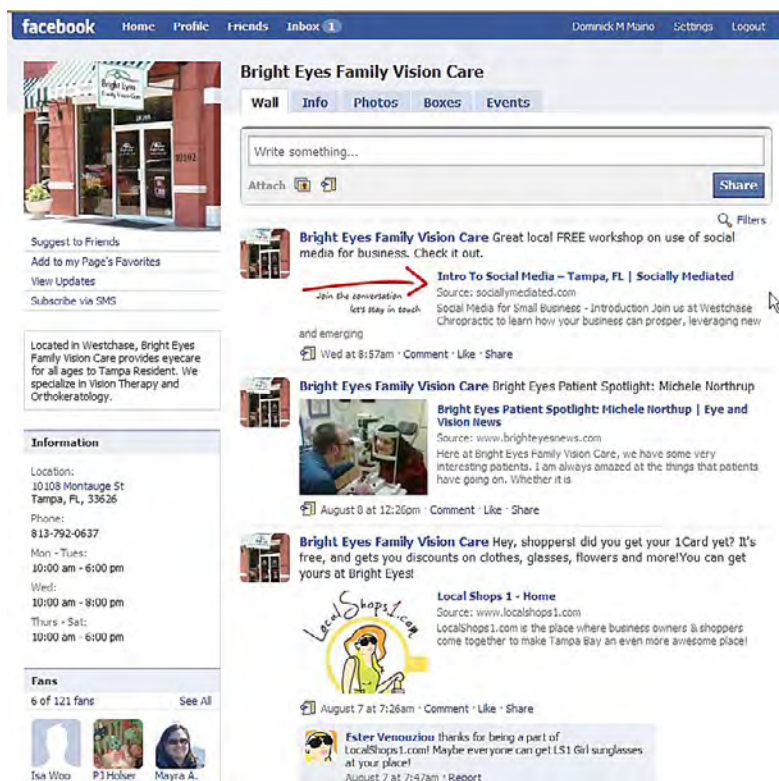 facebook Home Profile Friends Inbox 1 Dominick M Maino Settings Logout
Bright Eyes
Family Vision Care
10102
Suggest to Friends
Add to my Page's Favorites
View Updates
Subscribe via SMS
Located in Westchase, Bright Eyes
Family Vision Care provides eyecare
for all ages to Tampa Resident. We
specialize in Vision Therapy and
Orthokeratology.
Information
Location:
10108 Montauge St
Tampa, FL, 33626
Phone:
813-792-0637
Mon - Tues:
10:00 am - 6:00 pm
Wed:
10:00 am - 8:00 pm
Thurs - Sat:
10:00 am - 6:00 pm
Fans
6 of 121 fans See All
Isa Woo PJ Holser Mayra A.
Bright Eyes Family Vision Care
Wall Info Photos Boxes Events
Write something...
Attach Share
Filters
Bright Eyes Family Vision Care Great local FREE workshop on use of social
media for business. Check it out.
Join the conversation
let's stay in touch
Intro To Social Media – Tampa, FL | Socially Mediated
Source: sociallymediated.com
Social Media for Small Business - Introduction Join us at Westchase
Chiropractic to learn how your business can prosper, leveraging new
and emerging
Wed at 8:57am · Comment · Like · Share
Bright Eyes Family Vision Care Bright Eyes Patient Spotlight: Michele Northrup
Bright Eyes Patient Spotlight: Michele Northup | Eye and
Vision News
Source: www.brighteyesnews.com
Here at Bright Eyes Family Vision Care, we have some very
interesting patients. I am always amazed at the things that patients
have going on. Whether it is
August 8 at 12:26pm · Comment · Like · Share
Bright Eyes Family Vision Care Hey, shoppers! did you get your 1Card yet? It's
free, and gets you discounts on clothes, glasses, flowers and more!You can get
yours at Bright Eyes!
LocalShops1.com
Local Shops 1 - Home
Source: www.localshops1.com
LocalShops1.com is the place where business owners & shoppers
come together to make Tampa Bay an even more awesome place!
August 7 at 7:26am · Comment · Like · Share
Ester Venouziou thanks for being a part of
LocalShops1.com! Maybe everyone can get LS1 Girl sunglasses
at your place!
August 7 at 7:47am · Report